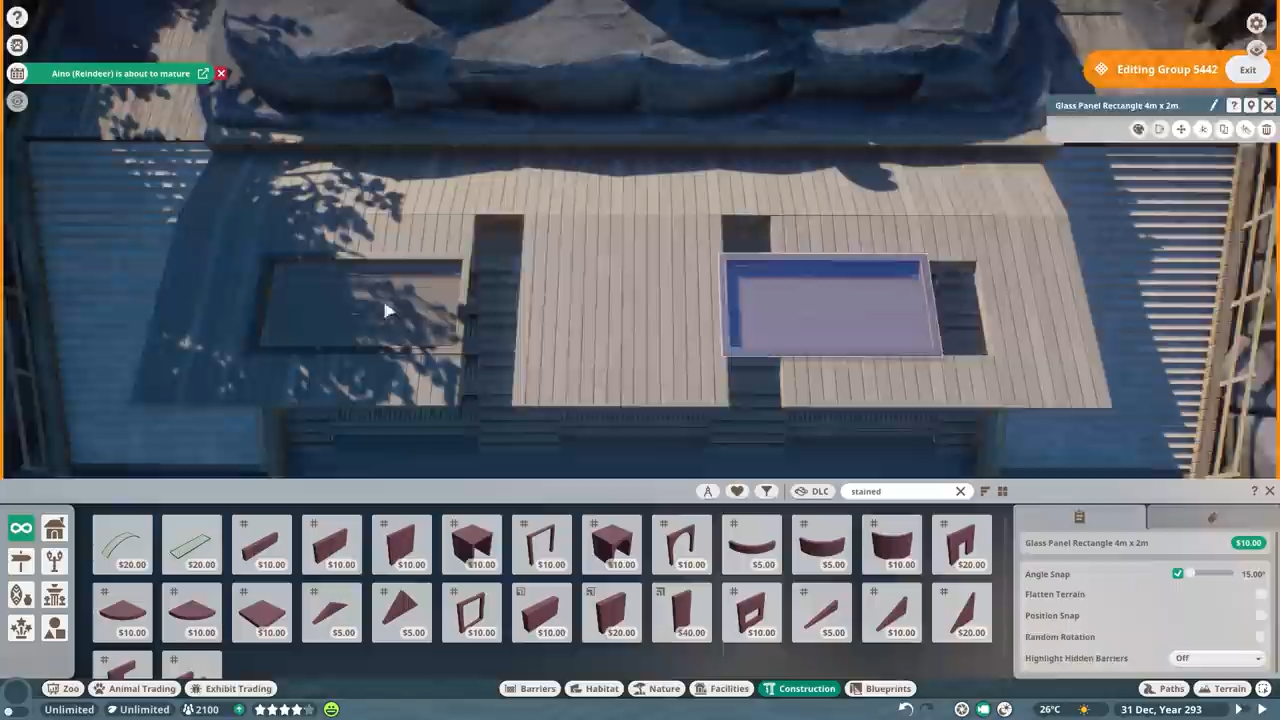 Aino (Reindeer) is about to mature
Editing Group 5442
Exit
Glass Panel Rectangle 4m x 2m
DLC
stained
$20.00
$20.00
$10.00
$10.00
$10.00
$10.00
$10.00
$10.00
$10.00
$5.00
$5.00
$10.00
$20.00
$10.00
$10.00
$10.00
$5.00
$5.00
$10.00
$10.00
$20.00
$40.00
$10.00
$5.00
$10.00
$20.00
Glass Panel Rectangle 4m x 2m
$10.00
Angle Snap
15.00°
Flatten Terrain
Position Snap
Random Rotation
Highlight Hidden Barriers
Off
Zoo
Animal Trading
Exhibit Trading
Barriers
Habitat
Nature
Facilities
Construction
Blueprints
Paths
Terrain
Unlimited
Unlimited
2100
26°C
31 Dec, Year 293